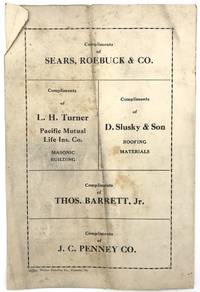 Compliments
of
SEARS, ROEBUCK & CO.
Compliments
of
L. H. Turner
Pacific Mutual
Life Ins. Co.
MASONIC
BUILDING
Compliments
of
D. Slusky & Son
ROOFING
MATERIALS
Compliments
of
THOS. BARRETT, Jr.
Compliments
of
J. C. PENNEY CO.